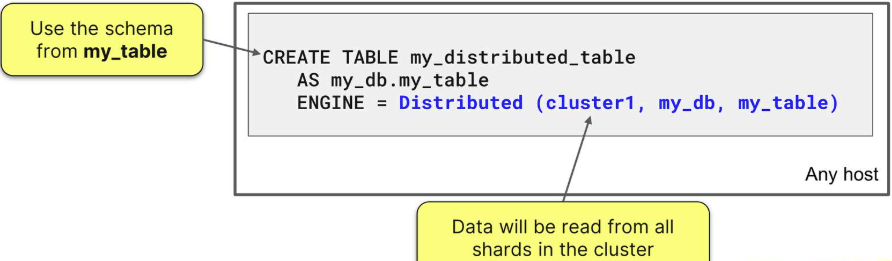 Use the schema
from my_table
CREATE TABLE my_distributed_table
AS my_db.my_table
ENGINE = Distributed (cluster1, my_db, my_table)
Any host
Data will be read from all
shards in the cluster